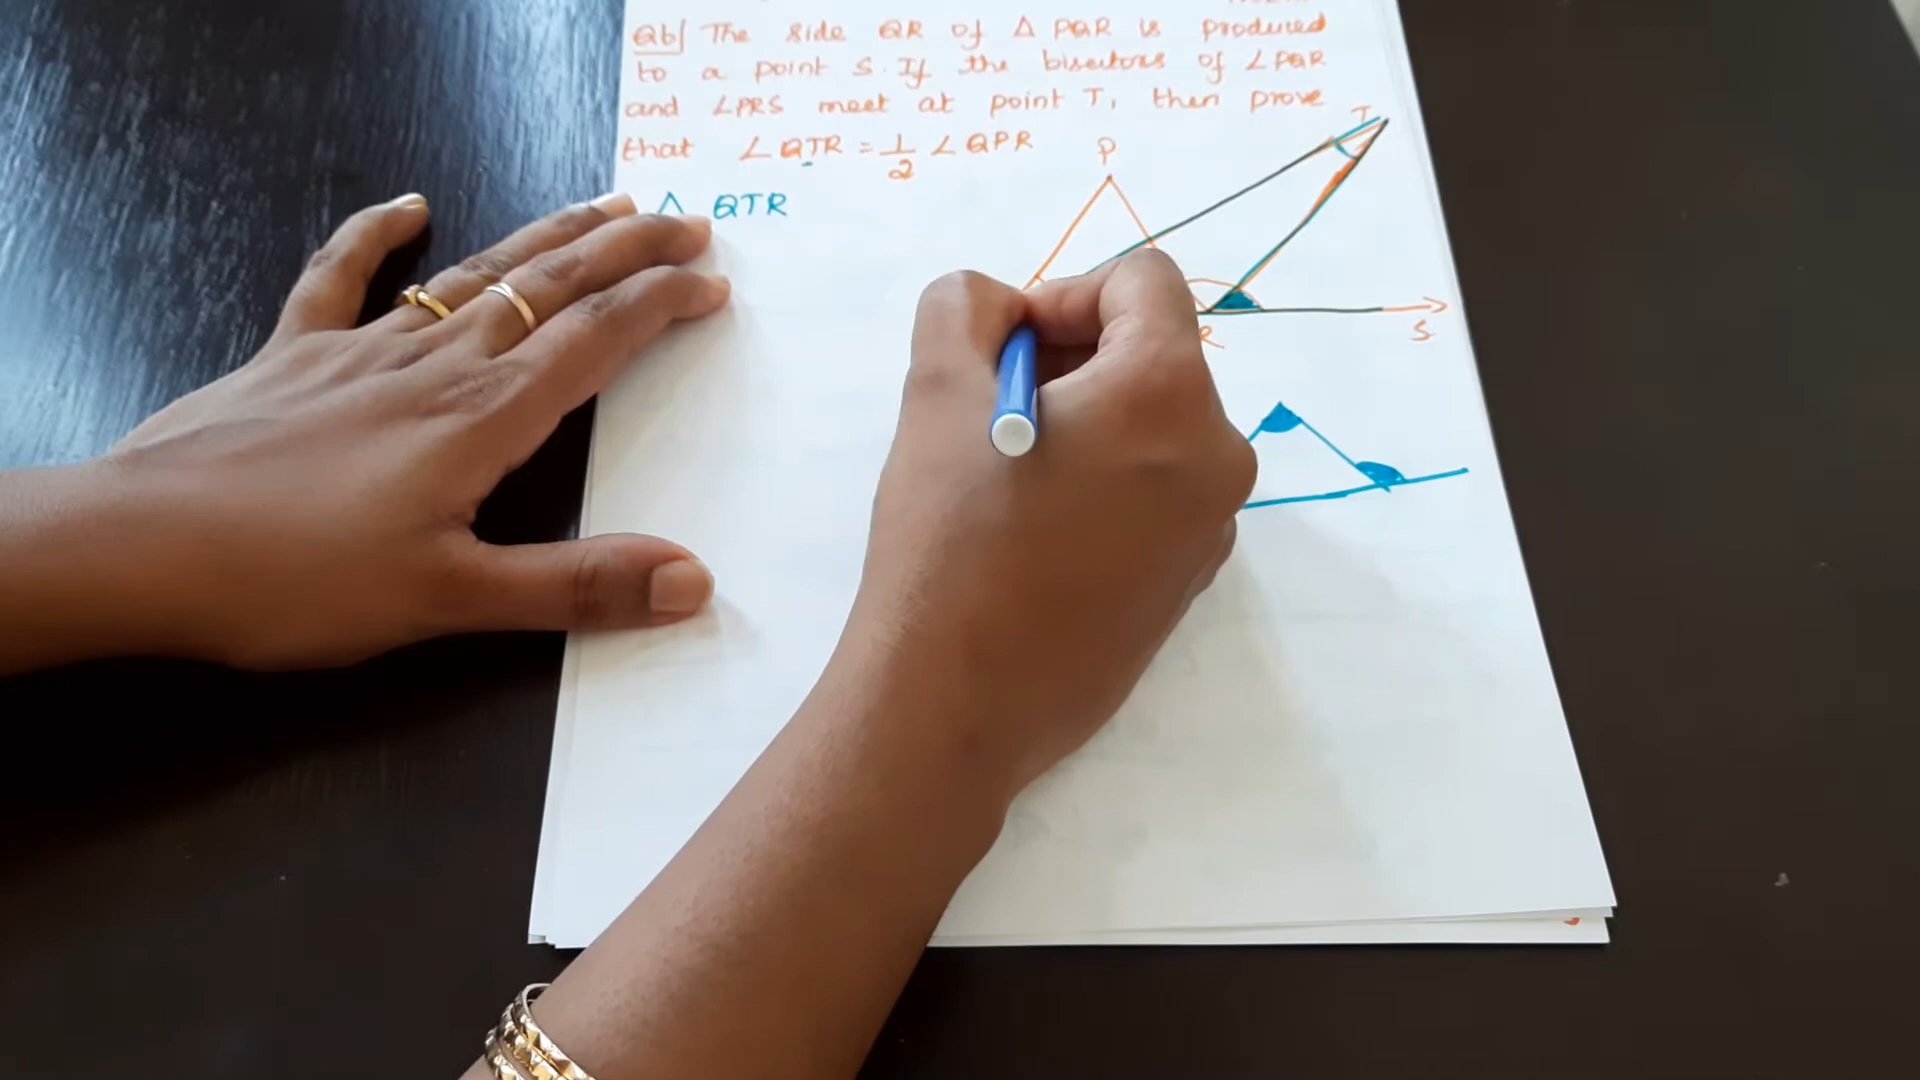 Q6/ The side QR of Δ PQR is produced
to a point S. If the bisectors of ∠PQR
and ∠PRS meet at point T, then prove
that ∠QTR = 1/2 ∠QPR
Δ QTR
T
P
R
S